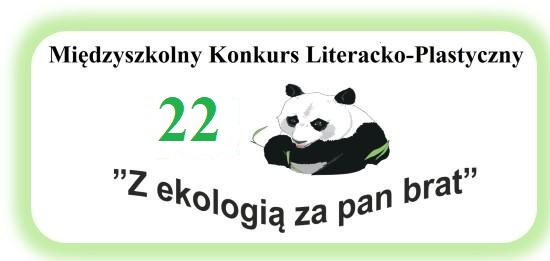 Międzyszkolny Konkurs Literacko-Plastyczny
22
”Z ekologią za pan brat”